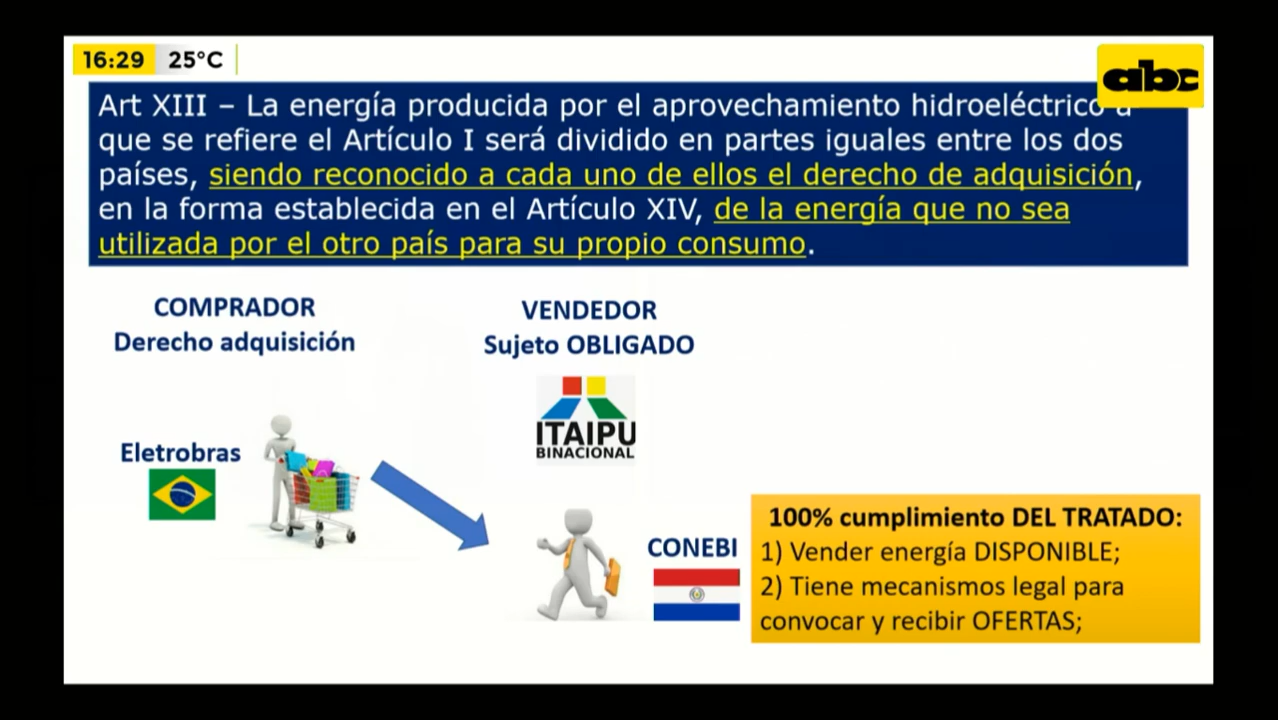 16:29 25°C
abc
Art XIII – La energía producida por el aprovechamiento hidroeléctrico a
que se refiere el Artículo I será dividido en partes iguales entre los dos
países, siendo reconocido a cada uno de ellos el derecho de adquisición,
en la forma establecida en el Artículo XIV, de la energía que no sea
utilizada por el otro país para su propio consumo.
COMPRADOR
Derecho adquisición
VENDEDOR
Sujeto OBLIGADO
ITAIPU
BINACIONAL
Eletrobras
CONEBI
100% cumplimiento DEL TRATADO:
1) Vender energía DISPONIBLE;
2) Tiene mecanismos legal para
convocar y recibir OFERTAS;